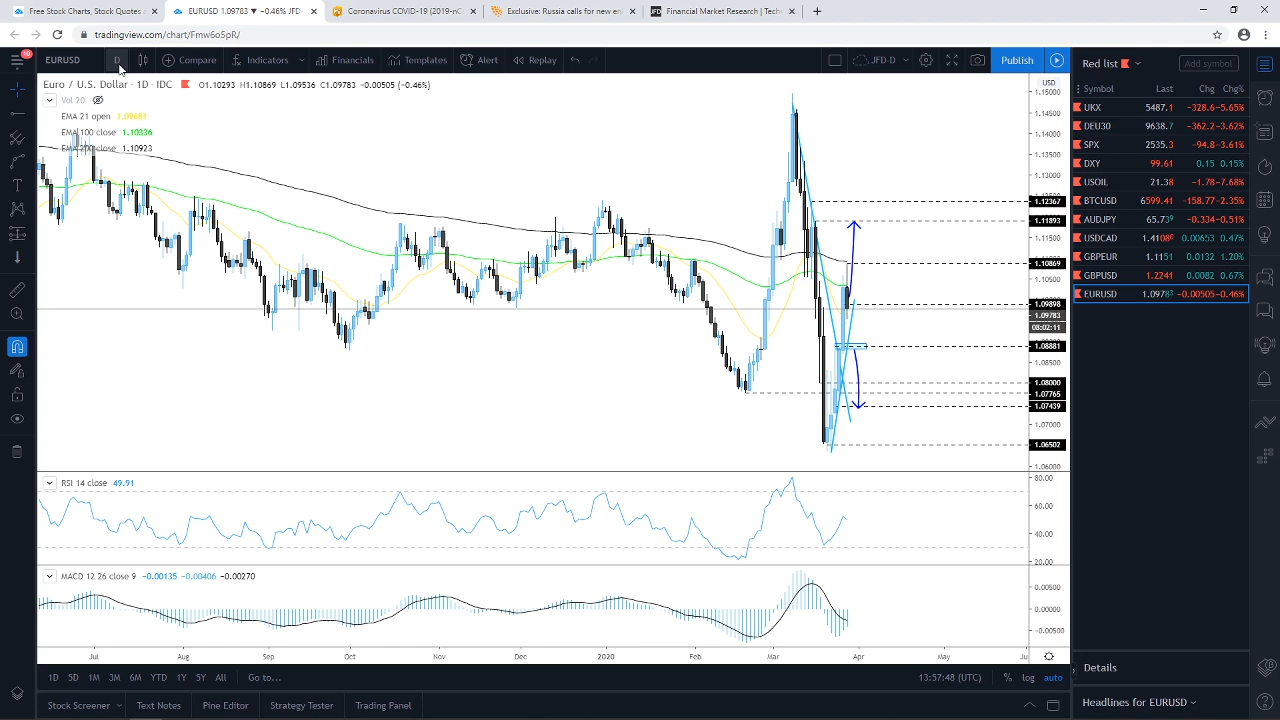 Free Stock Charts, Stock Quotes a
EURUSD 1.09783 ▼ −0.46% JFD-
Coronavirus COVID-19 (2019-nC
Exclusive: Russia calls for new en
Financial Market Research | Techn
tradingview.com/chart/Fmw6o5pR/
10
EURUSD
D
Compare
Indicators
Financials
Templates
Alert
Replay
JFD-D
Publish
Red list
Add symbol
Euro / U.S. Dollar · 1D · IDC
O1.10293 H1.10869 L1.09536 C1.09783 −0.00505 (−0.46%)
Vol 20
EMA 21 open 1.09681
EMA 100 close 1.10336
EMA 200 close 1.10923
USD
1.15000
1.14500
1.14000
1.13500
1.13000
1.12367
1.11893
1.11500
1.10869
1.10500
1.09898
1.09783
08:02:11
1.08881
1.08500
1.08000
1.07765
1.07439
1.07000
1.06502
1.06000
Symbol Last Chg Chg%
UKX 5487.1 −328.6 −5.65%
DEU30 9638.7 −362.2 −3.62%
SPX 2535.3 −94.8 −3.61%
DXY 99.61 0.15 0.15%
USOIL 21.38 −1.78 −7.68%
BTCUSD 6599.41 −158.77 −2.35%
AUDJPY 65.739 −0.334 −0.51%
USDCAD 1.41080 0.00653 0.47%
GBPEUR 1.1151 0.0132 1.20%
GBPUSD 1.2241 0.0082 0.67%
EURUSD 1.09783 −0.00505 −0.46%
RSI 14 close 49.91
80.00
60.00
40.00
20.00
MACD 12 26 close 9 −0.00135 −0.00406 −0.00270
0.00500
0.00000
−0.00500
Jul Aug Sep Oct Nov Dec 2020 Feb Mar Apr May Ju
1D 5D 1M 3M 6M YTD 1Y 5Y All Go to...
13:57:48 (UTC) % log auto
Stock Screener Text Notes Pine Editor Strategy Tester Trading Panel
Details
Headlines for EURUSD